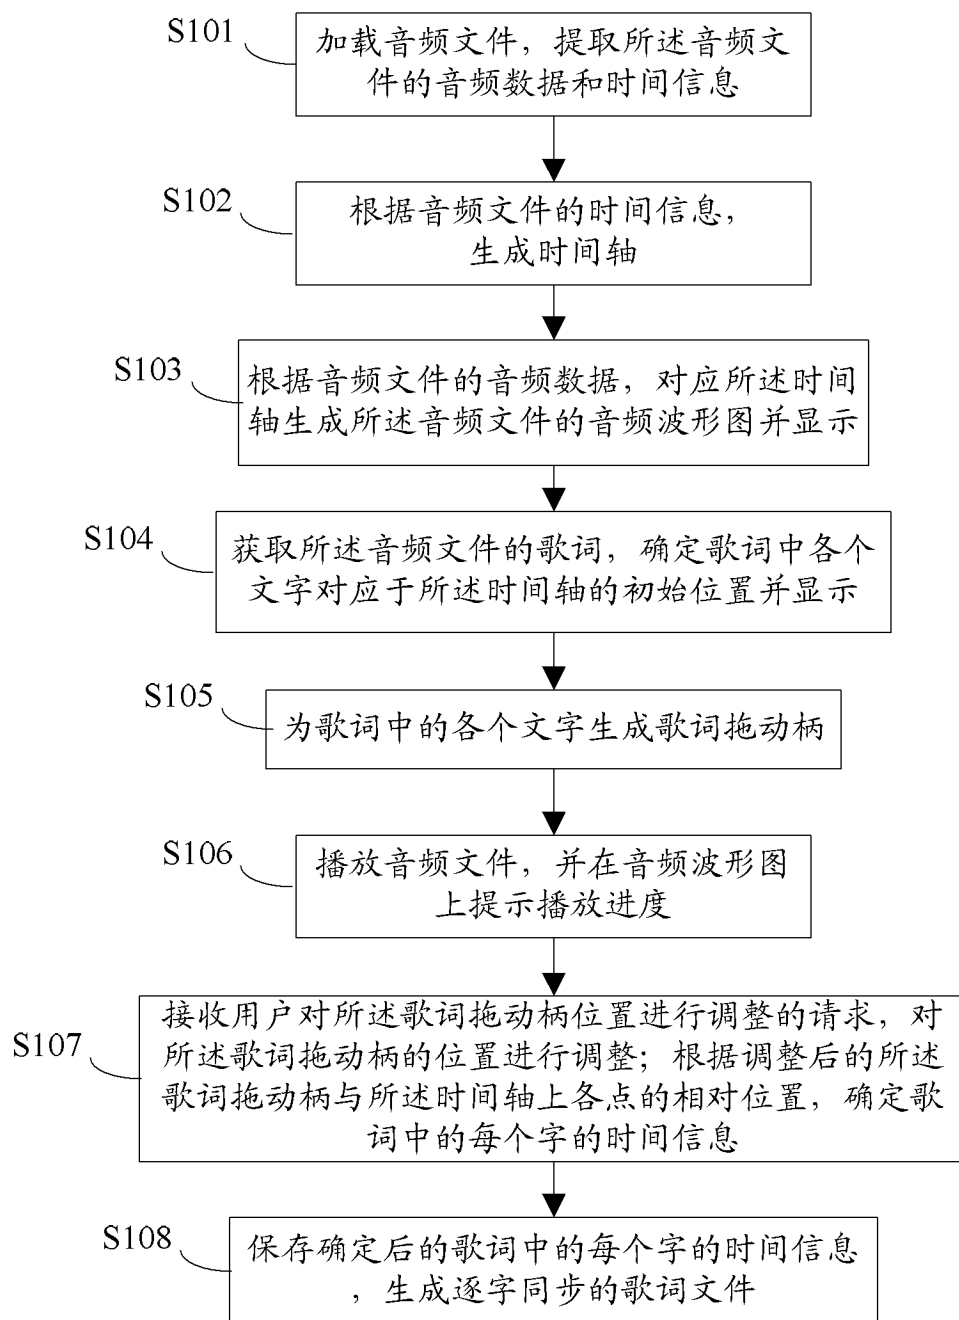 S101
加载音频文件，提取所述音频文
件的音频数据和时间信息
S102
根据音频文件的时间信息，
生成时间轴
S103
根据音频文件的音频数据，对应所述时间
轴生成所述音频文件的音频波形图并显示
S104
获取所述音频文件的歌词，确定歌词中各个
文字对应于所述时间轴的初始位置并显示
S105
为歌词中的各个文字生成歌词拖动柄
S106
播放音频文件，并在音频波形图
上提示播放进度
S107
接收用户对所述歌词拖动柄位置进行调整的请求，对
所述歌词拖动柄的位置进行调整；根据调整后的所述
歌词拖动柄与所述时间轴上各点的相对位置，确定歌
词中的每个字的时间信息
S108
保存确定后的歌词中的每个字的时间信息
，生成逐字同步的歌词文件